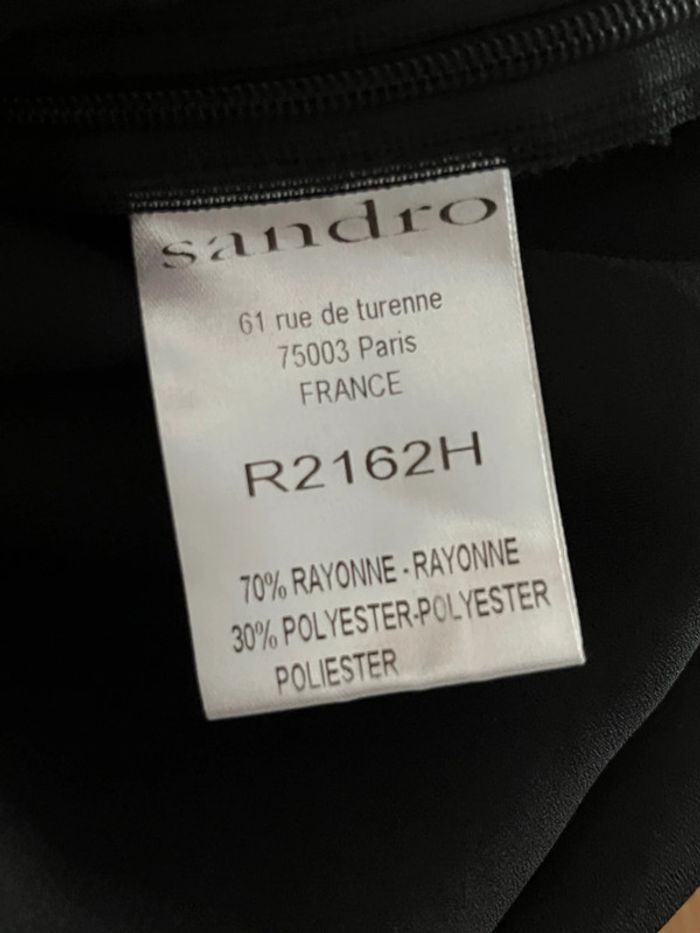 sandro
61 rue de turenne
75003 Paris
FRANCE
R2162H
70% RAYONNE - RAYONNE
30% POLYESTER-POLYESTER
POLIESTER